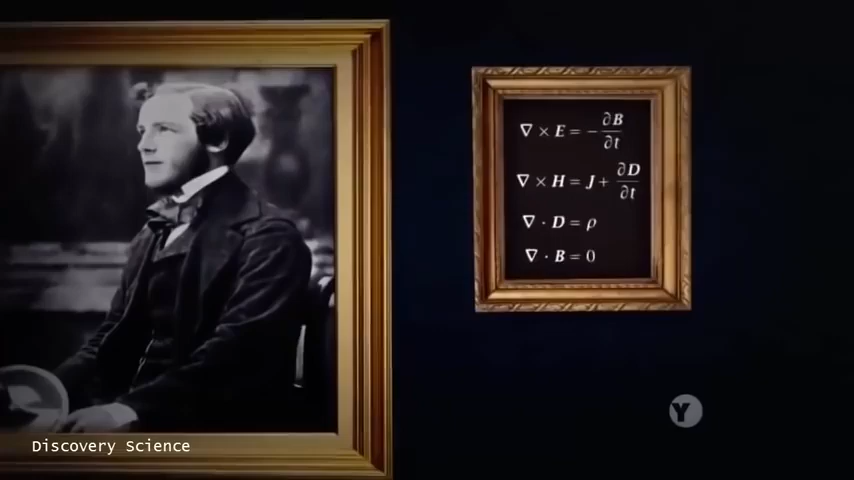 ∇ × E = −∂B/∂t
∇ × H = J + ∂D/∂t
∇ · D = ρ
∇ · B = 0
Y
Discovery Science